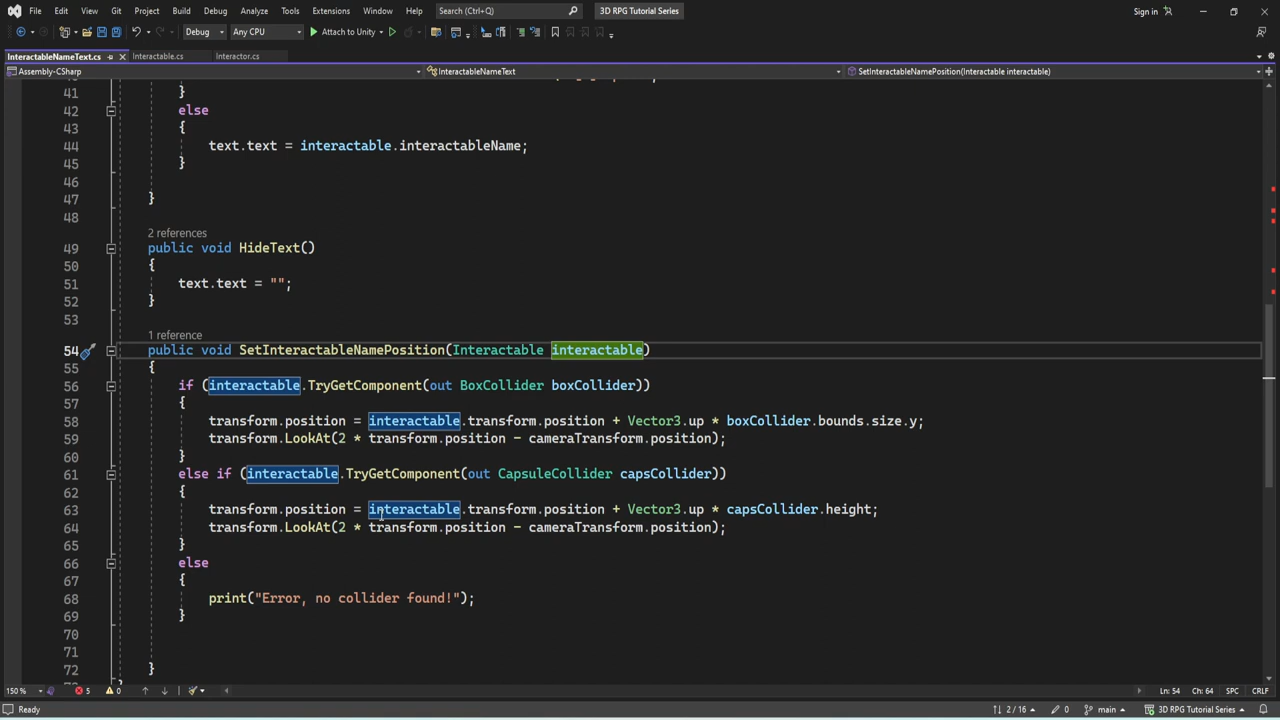 File Edit View Git Project Build Debug Test Analyze Tools Extensions Window Help Search (Ctrl+Q) 3D RPG Tutorial Series Sign in
Debug Any CPU Attach to Unity
InteractableNameText.cs Interactable.cs Interactor.cs
Assembly-CSharp InteractableNameText SetInteractableNamePosition(Interactable interactable)
41 }
42 else
43 {
44 text.text = interactable.interactableName;
45 }
46
47 }
48
2 references
49 public void HideText()
50 {
51 text.text = "";
52 }
53
1 reference
54 public void SetInteractableNamePosition(Interactable interactable)
55 {
56 if (interactable.TryGetComponent(out BoxCollider boxCollider))
57 {
58 transform.position = interactable.transform.position + Vector3.up * boxCollider.bounds.size.y;
59 transform.LookAt(2 * transform.position - cameraTransform.position);
60 }
61 else if (interactable.TryGetComponent(out CapsuleCollider capsCollider))
62 {
63 transform.position = interactable.transform.position + Vector3.up * capsCollider.height;
64 transform.LookAt(2 * transform.position - cameraTransform.position);
65 }
66 else
67 {
68 print("Error, no collider found!");
69 }
70
71
72 }
150 % 5 0 Ln: 54 Ch: 64 SPC CRLF
Ready 2 / 16 0 main 3D RPG Tutorial Series